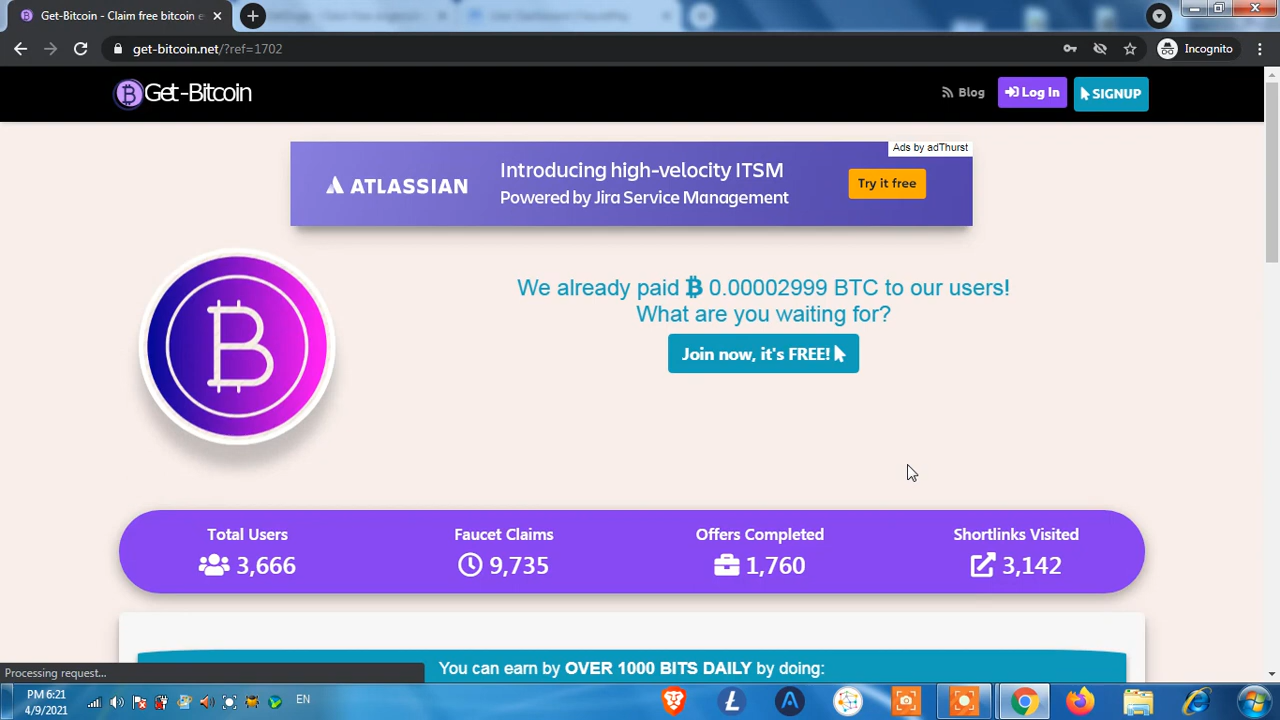 Get-Bitcoin - Claim free bitcoin e
get-bitcoin.net/?ref=1702
Incognito
Get-Bitcoin
Blog
Log In
SIGNUP
Ads by adThurst
ATLASSIAN
Introducing high-velocity ITSM
Powered by Jira Service Management
Try it free
We already paid ₿ 0.00002999 BTC to our users!
What are you waiting for?
Join now, it's FREE!
Total Users
3,666
Faucet Claims
9,735
Offers Completed
1,760
Shortlinks Visited
3,142
You can earn by OVER 1000 BITS DAILY by doing:
Processing request...
PM 6:21
4/9/2021
EN